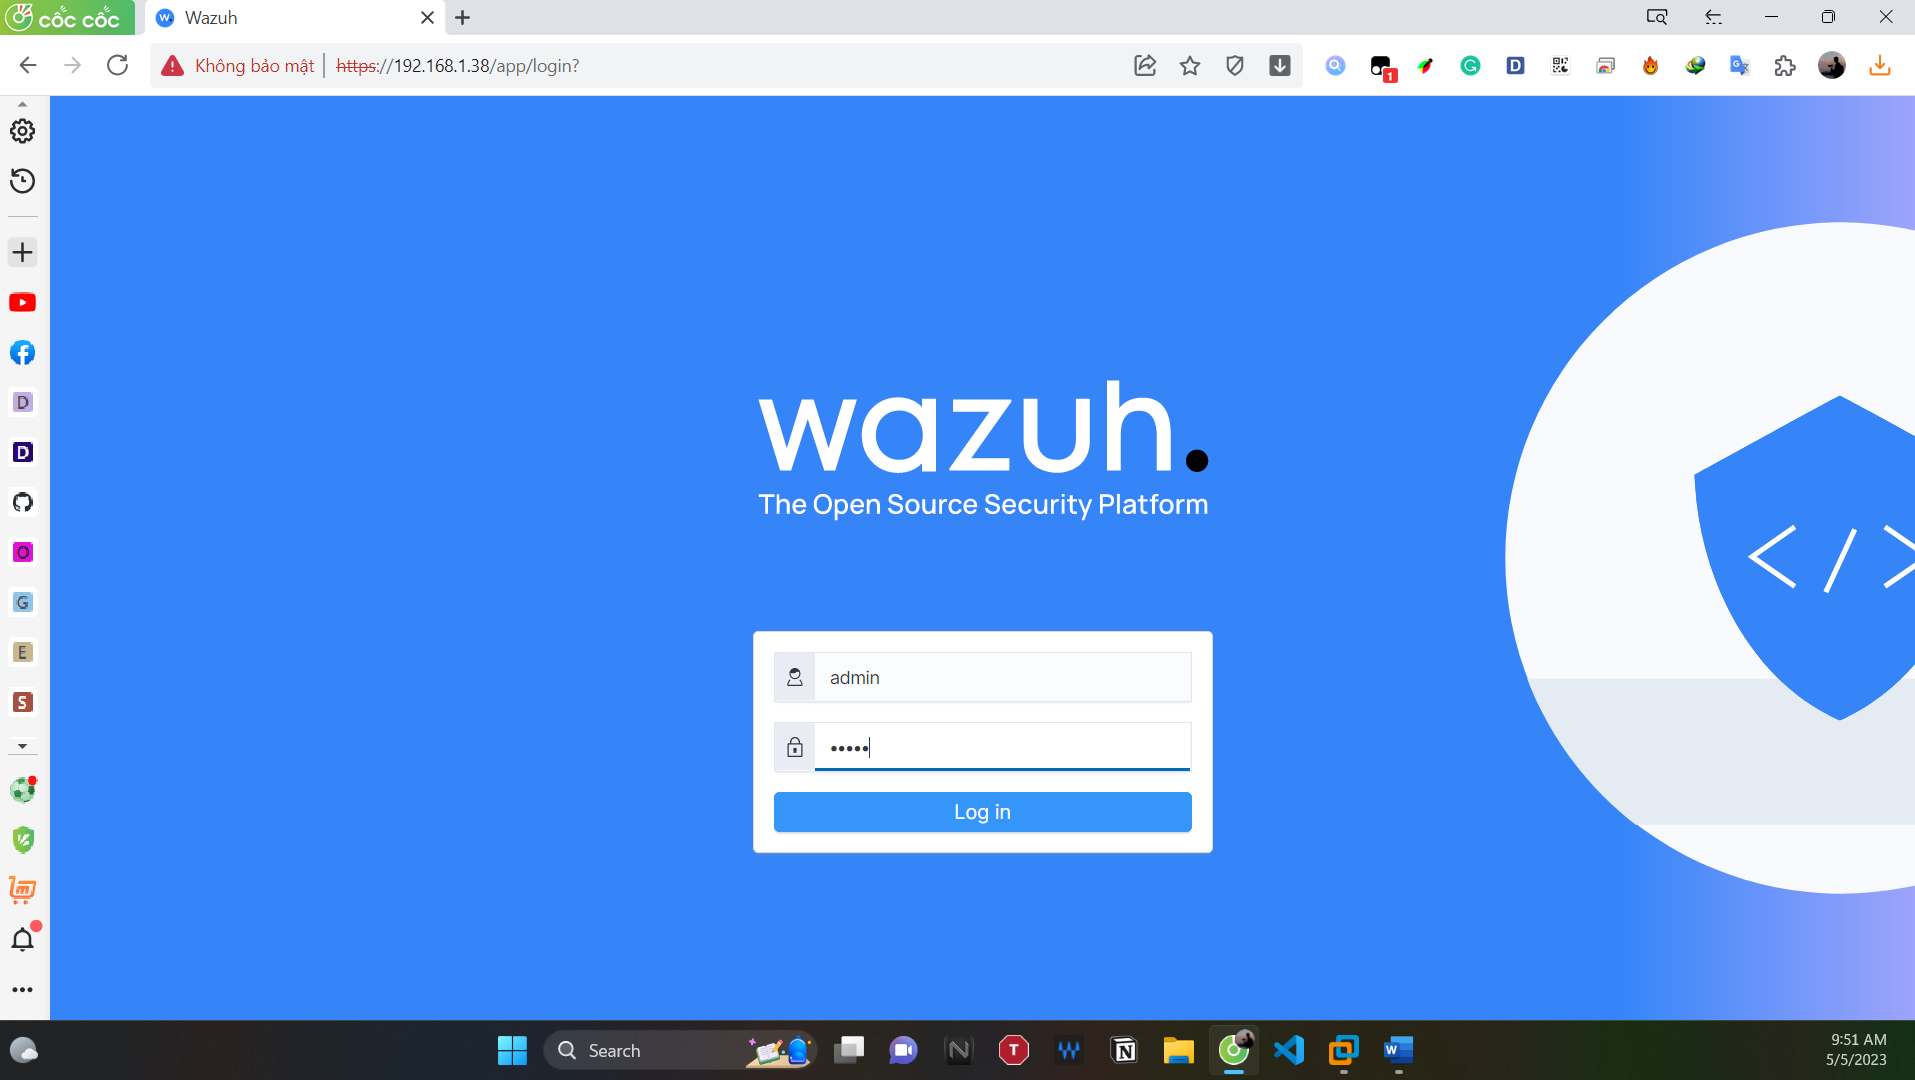 cốc cốc
Wazuh
Không bảo mật
https://192.168.1.38/app/login?
1
D
D
D
O
G
E
S
wazuh.
The Open Source Security Platform
</>
admin
•••••
Log in
Search
9:51 AM
5/5/2023